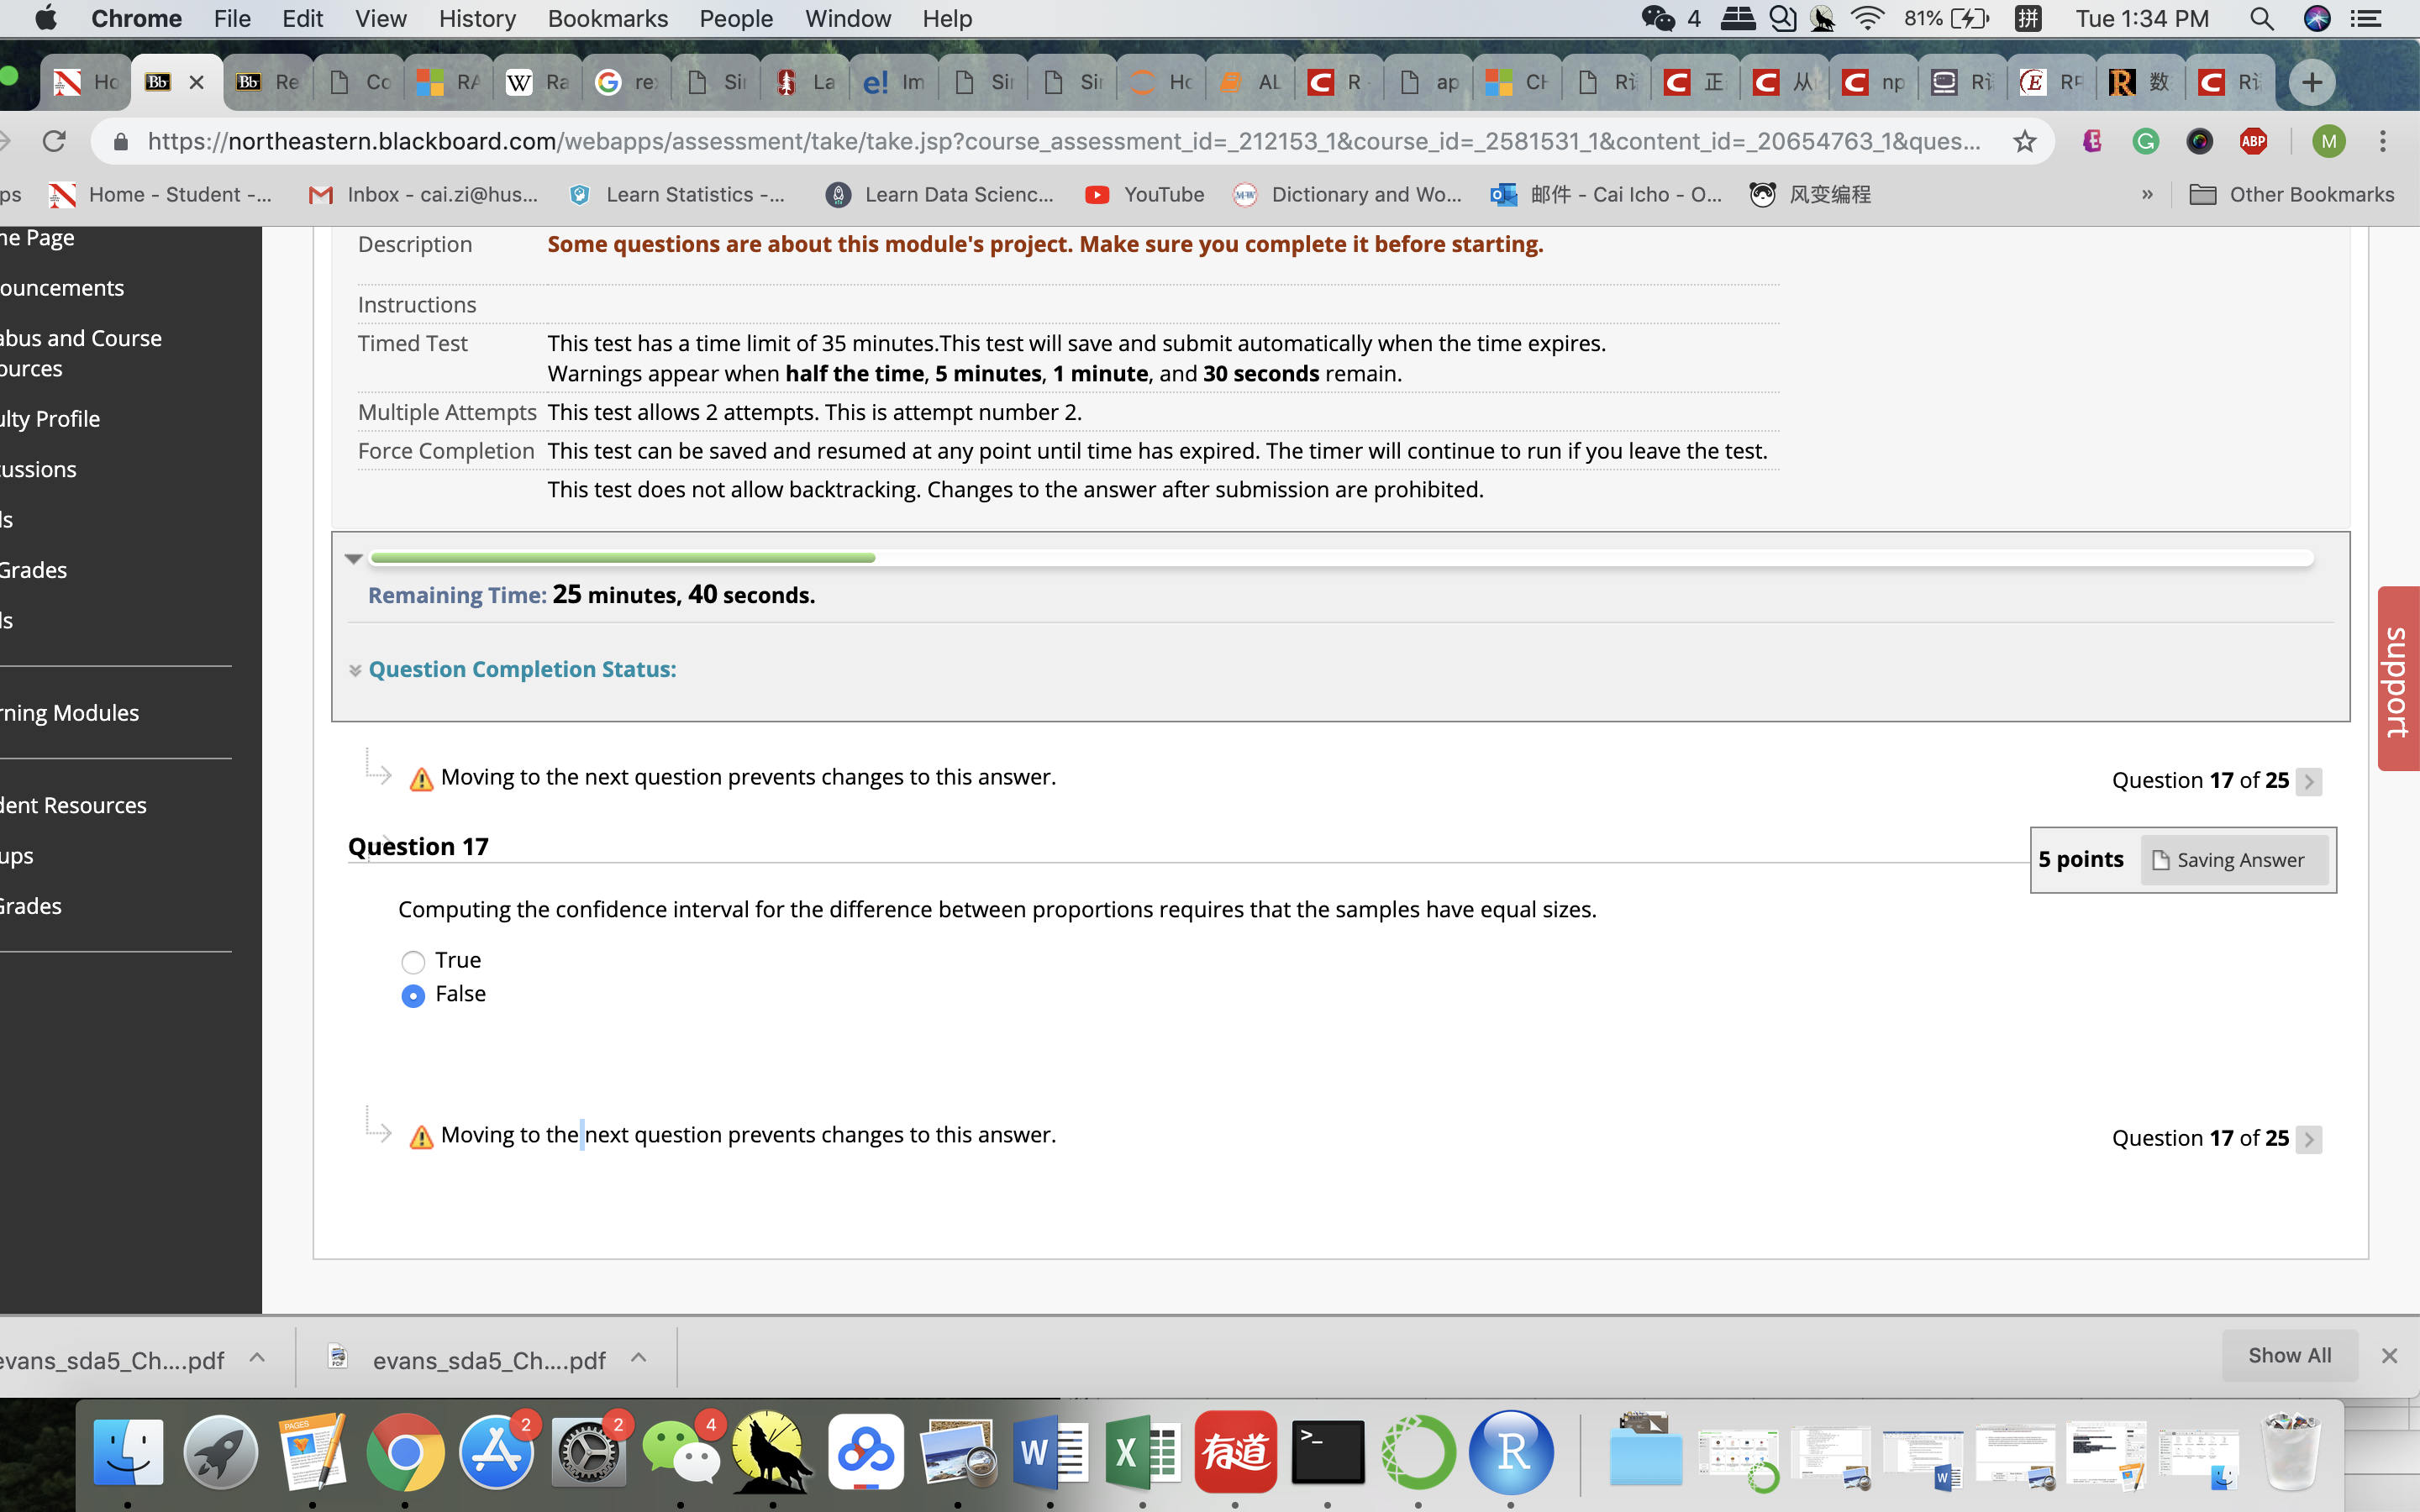 Chrome File Edit View History Bookmarks People Window Help 4 81% 拼 Tue 1:34 PM
Ho Bb Bb Re Co RA W Ra G re Sir La e! Im Sir Sir Ho AL C R ap CH C 正 C 从 C np E R 数 C
https://northeastern.blackboard.com/webapps/assessment/take/take.jsp?course_assessment_id=_212153_1&course_id=_2581531_1&content_id=_20654763_1&ques... ABP M
ps Home - Student -... Inbox - cai.zi@hus... Learn Statistics -... Learn Data Scienc... YouTube Dictionary and Wo... 邮件 - Cai Icho - O... 风变编程 » Other Bookmarks
me Page
ouncements
abus and Course
ources
ulty Profile
cussions
ls
Grades
ls
rning Modules
dent Resources
ups
Grades
Description Some questions are about this module's project. Make sure you complete it before starting.
Instructions
Timed Test This test has a time limit of 35 minutes.This test will save and submit automatically when the time expires.
Warnings appear when half the time, 5 minutes, 1 minute, and 30 seconds remain.
Multiple Attempts This test allows 2 attempts. This is attempt number 2.
Force Completion This test can be saved and resumed at any point until time has expired. The timer will continue to run if you leave the test.
This test does not allow backtracking. Changes to the answer after submission are prohibited.
Remaining Time: 25 minutes, 40 seconds.
Question Completion Status:
support
Moving to the next question prevents changes to this answer. Question 17 of 25
Question 17 5 points Saving Answer
Computing the confidence interval for the difference between proportions requires that the samples have equal sizes.
True
False
Moving to the next question prevents changes to this answer. Question 17 of 25
evans_sda5_Ch....pdf evans_sda5_Ch....pdf Show All
PAGES 2 2 4 W X 有道 >_ R